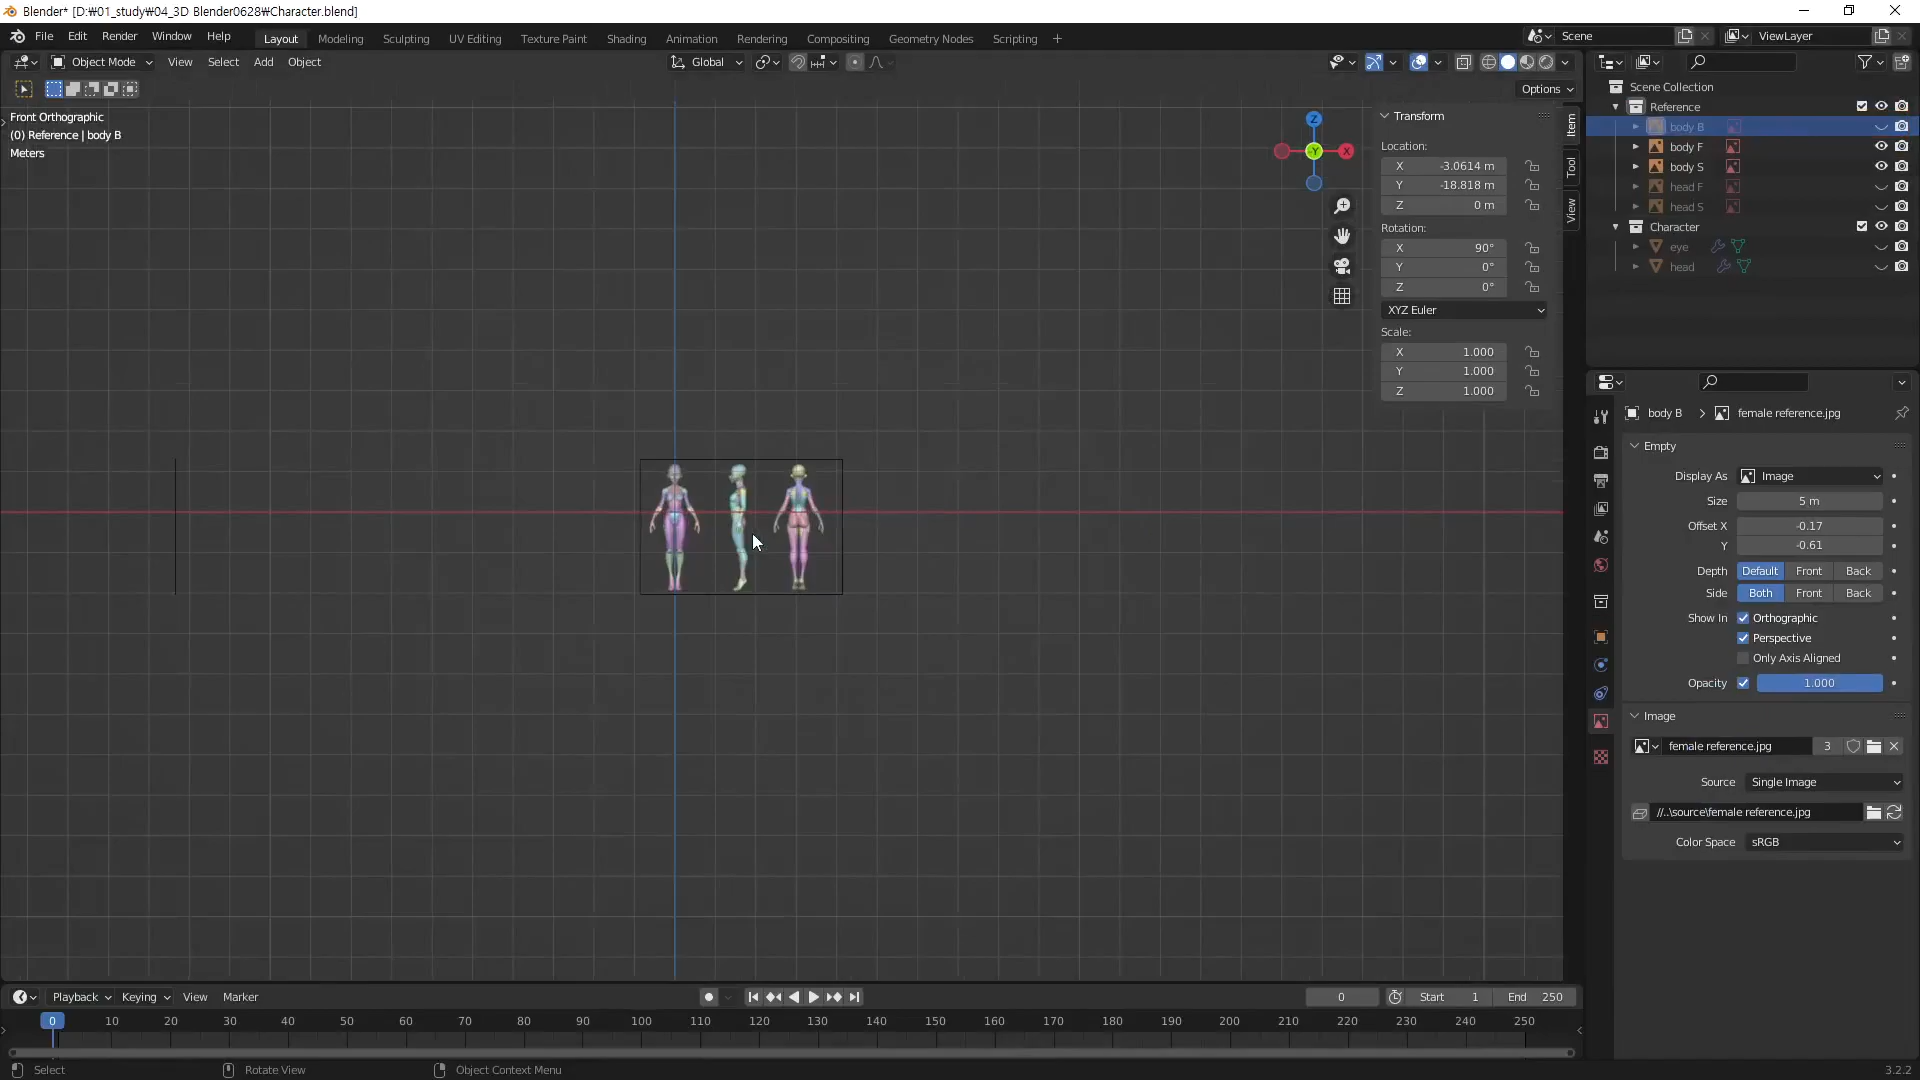 Blender* [D:₩01_study₩04_3D Blender0628₩Character.blend]
File Edit Render Window Help Layout Modeling Sculpting UV Editing Texture Paint Shading Animation Rendering Compositing Geometry Nodes Scripting + Scene ViewLayer
Object Mode View Select Add Object Global
Options
Front Orthographic
(0) Reference | body B
Meters
Z
-Y
X
Transform
Location:
X -3.0614 m
Y -18.818 m
Z 0 m
Rotation:
X 90°
Y 0°
Z 0°
XYZ Euler
Scale:
X 1.000
Y 1.000
Z 1.000
Item
Tool
View
Scene Collection
Reference
body B
body F
body S
head F
head S
Character
eye
head
body B > female reference.jpg
Empty
Display As Image
Size 5 m
Offset X -0.17
Y -0.61
Depth Default Front Back
Side Both Front Back
Show In Orthographic
Perspective
Only Axis Aligned
Opacity 1.000
Image
female reference.jpg 3
Source Single Image
//..\source\female reference.jpg
Color Space sRGB
Playback Keying View Marker 0 Start 1 End 250
0 10 20 30 40 50 60 70 80 90 100 110 120 130 140 150 160 170 180 190 200 210 220 230 240 250
Select Rotate View Object Context Menu 3.2.2